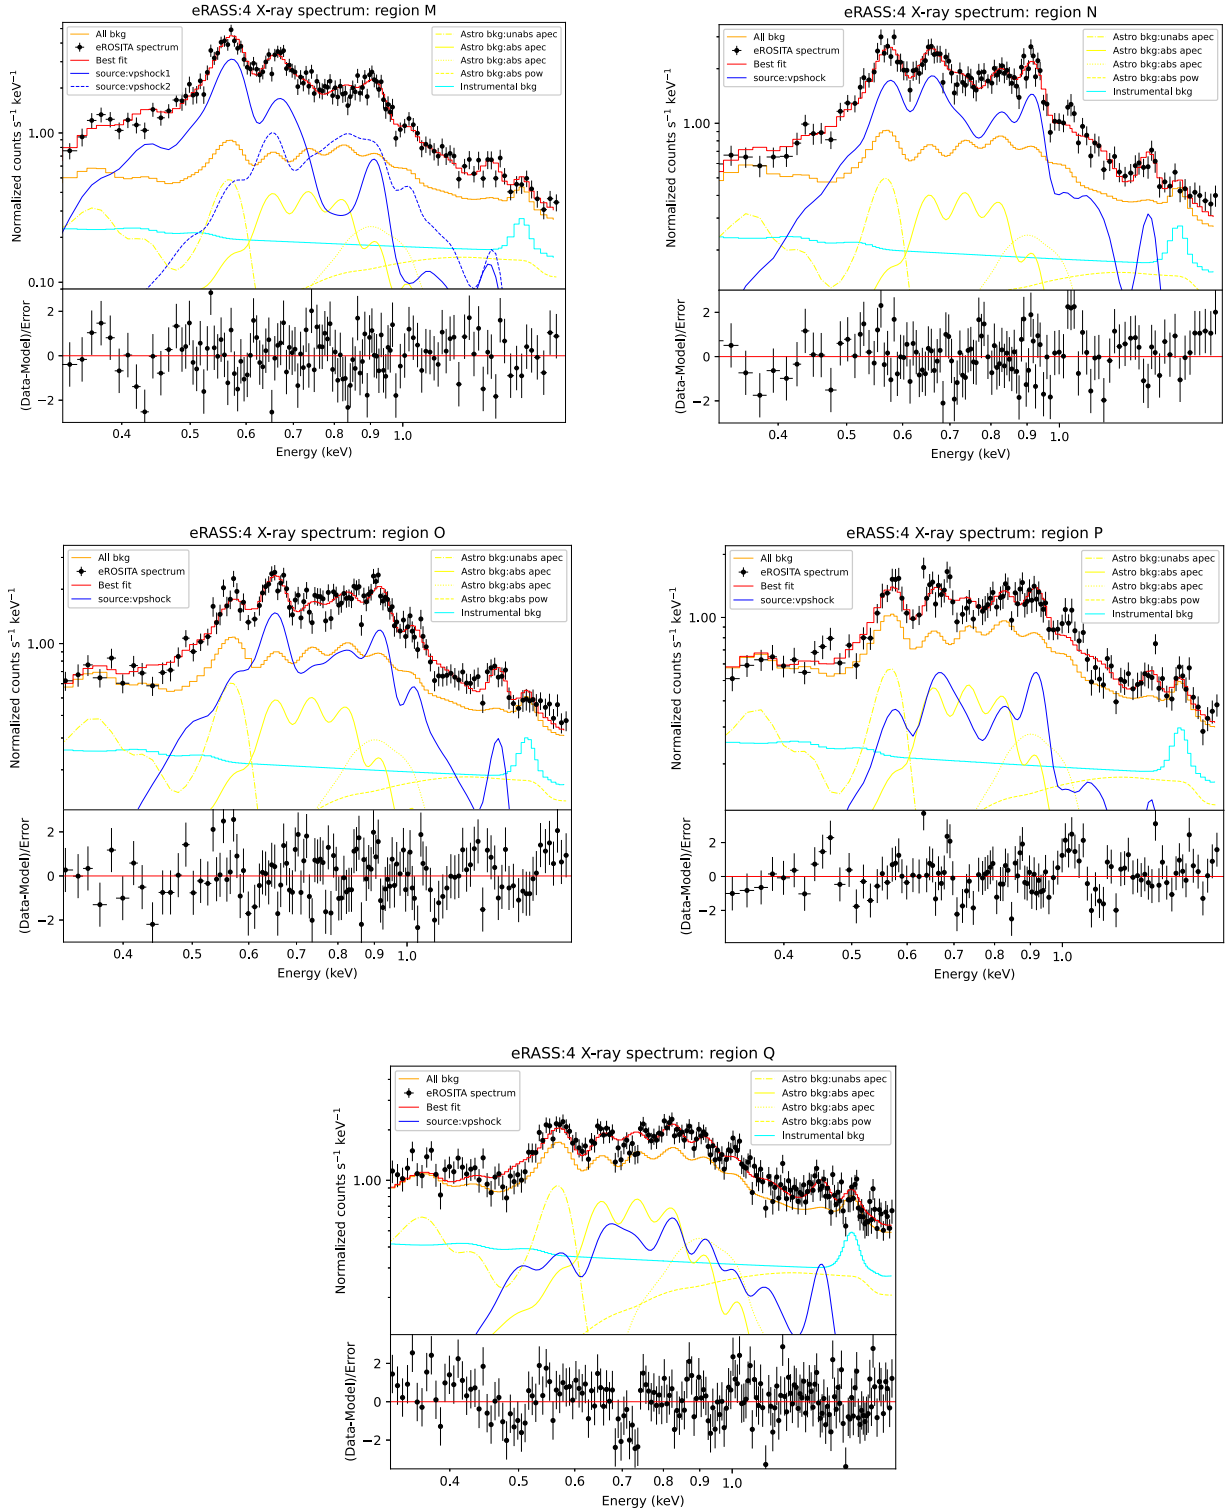 eRASS:4 X-ray spectrum: region M
All bkg
eROSITA spectrum
Best fit
source:vpshock1
source:vpshock2
Astro bkg:unabs apec
Astro bkg:abs apec
Astro bkg:abs apec
Astro bkg:abs pow
Instrumental bkg
Normalized counts s⁻¹ keV⁻¹
1.00
0.10
(Data-Model)/Error
2
0
−2
0.4 0.5 0.6 0.7 0.8 0.9 1.0
Energy (keV)
eRASS:4 X-ray spectrum: region N
All bkg
eROSITA spectrum
Best fit
source:vpshock
Astro bkg:unabs apec
Astro bkg:abs apec
Astro bkg:abs apec
Astro bkg:abs pow
Instrumental bkg
Normalized counts s⁻¹ keV⁻¹
1.00
(Data-Model)/Error
2
0
−2
0.4 0.5 0.6 0.7 0.8 0.9 1.0
Energy (keV)
eRASS:4 X-ray spectrum: region O
All bkg
eROSITA spectrum
Best fit
source:vpshock
Astro bkg:unabs apec
Astro bkg:abs apec
Astro bkg:abs apec
Astro bkg:abs pow
Instrumental bkg
Normalized counts s⁻¹ keV⁻¹
1.00
(Data-Model)/Error
2
0
−2
0.4 0.5 0.6 0.7 0.8 0.9 1.0
Energy (keV)
eRASS:4 X-ray spectrum: region P
All bkg
eROSITA spectrum
Best fit
source:vpshock
Astro bkg:unabs apec
Astro bkg:abs apec
Astro bkg:abs apec
Astro bkg:abs pow
Instrumental bkg
Normalized counts s⁻¹ keV⁻¹
1.00
(Data-Model)/Error
2
0
−2
0.4 0.5 0.6 0.7 0.8 0.9 1.0
Energy (keV)
eRASS:4 X-ray spectrum: region Q
All bkg
eROSITA spectrum
Best fit
source:vpshock
Astro bkg:unabs apec
Astro bkg:abs apec
Astro bkg:abs apec
Astro bkg:abs pow
Instrumental bkg
Normalized counts s⁻¹ keV⁻¹
1.00
(Data-Model)/Error
2
0
−2
0.4 0.5 0.6 0.7 0.8 0.9 1.0
Energy (keV)